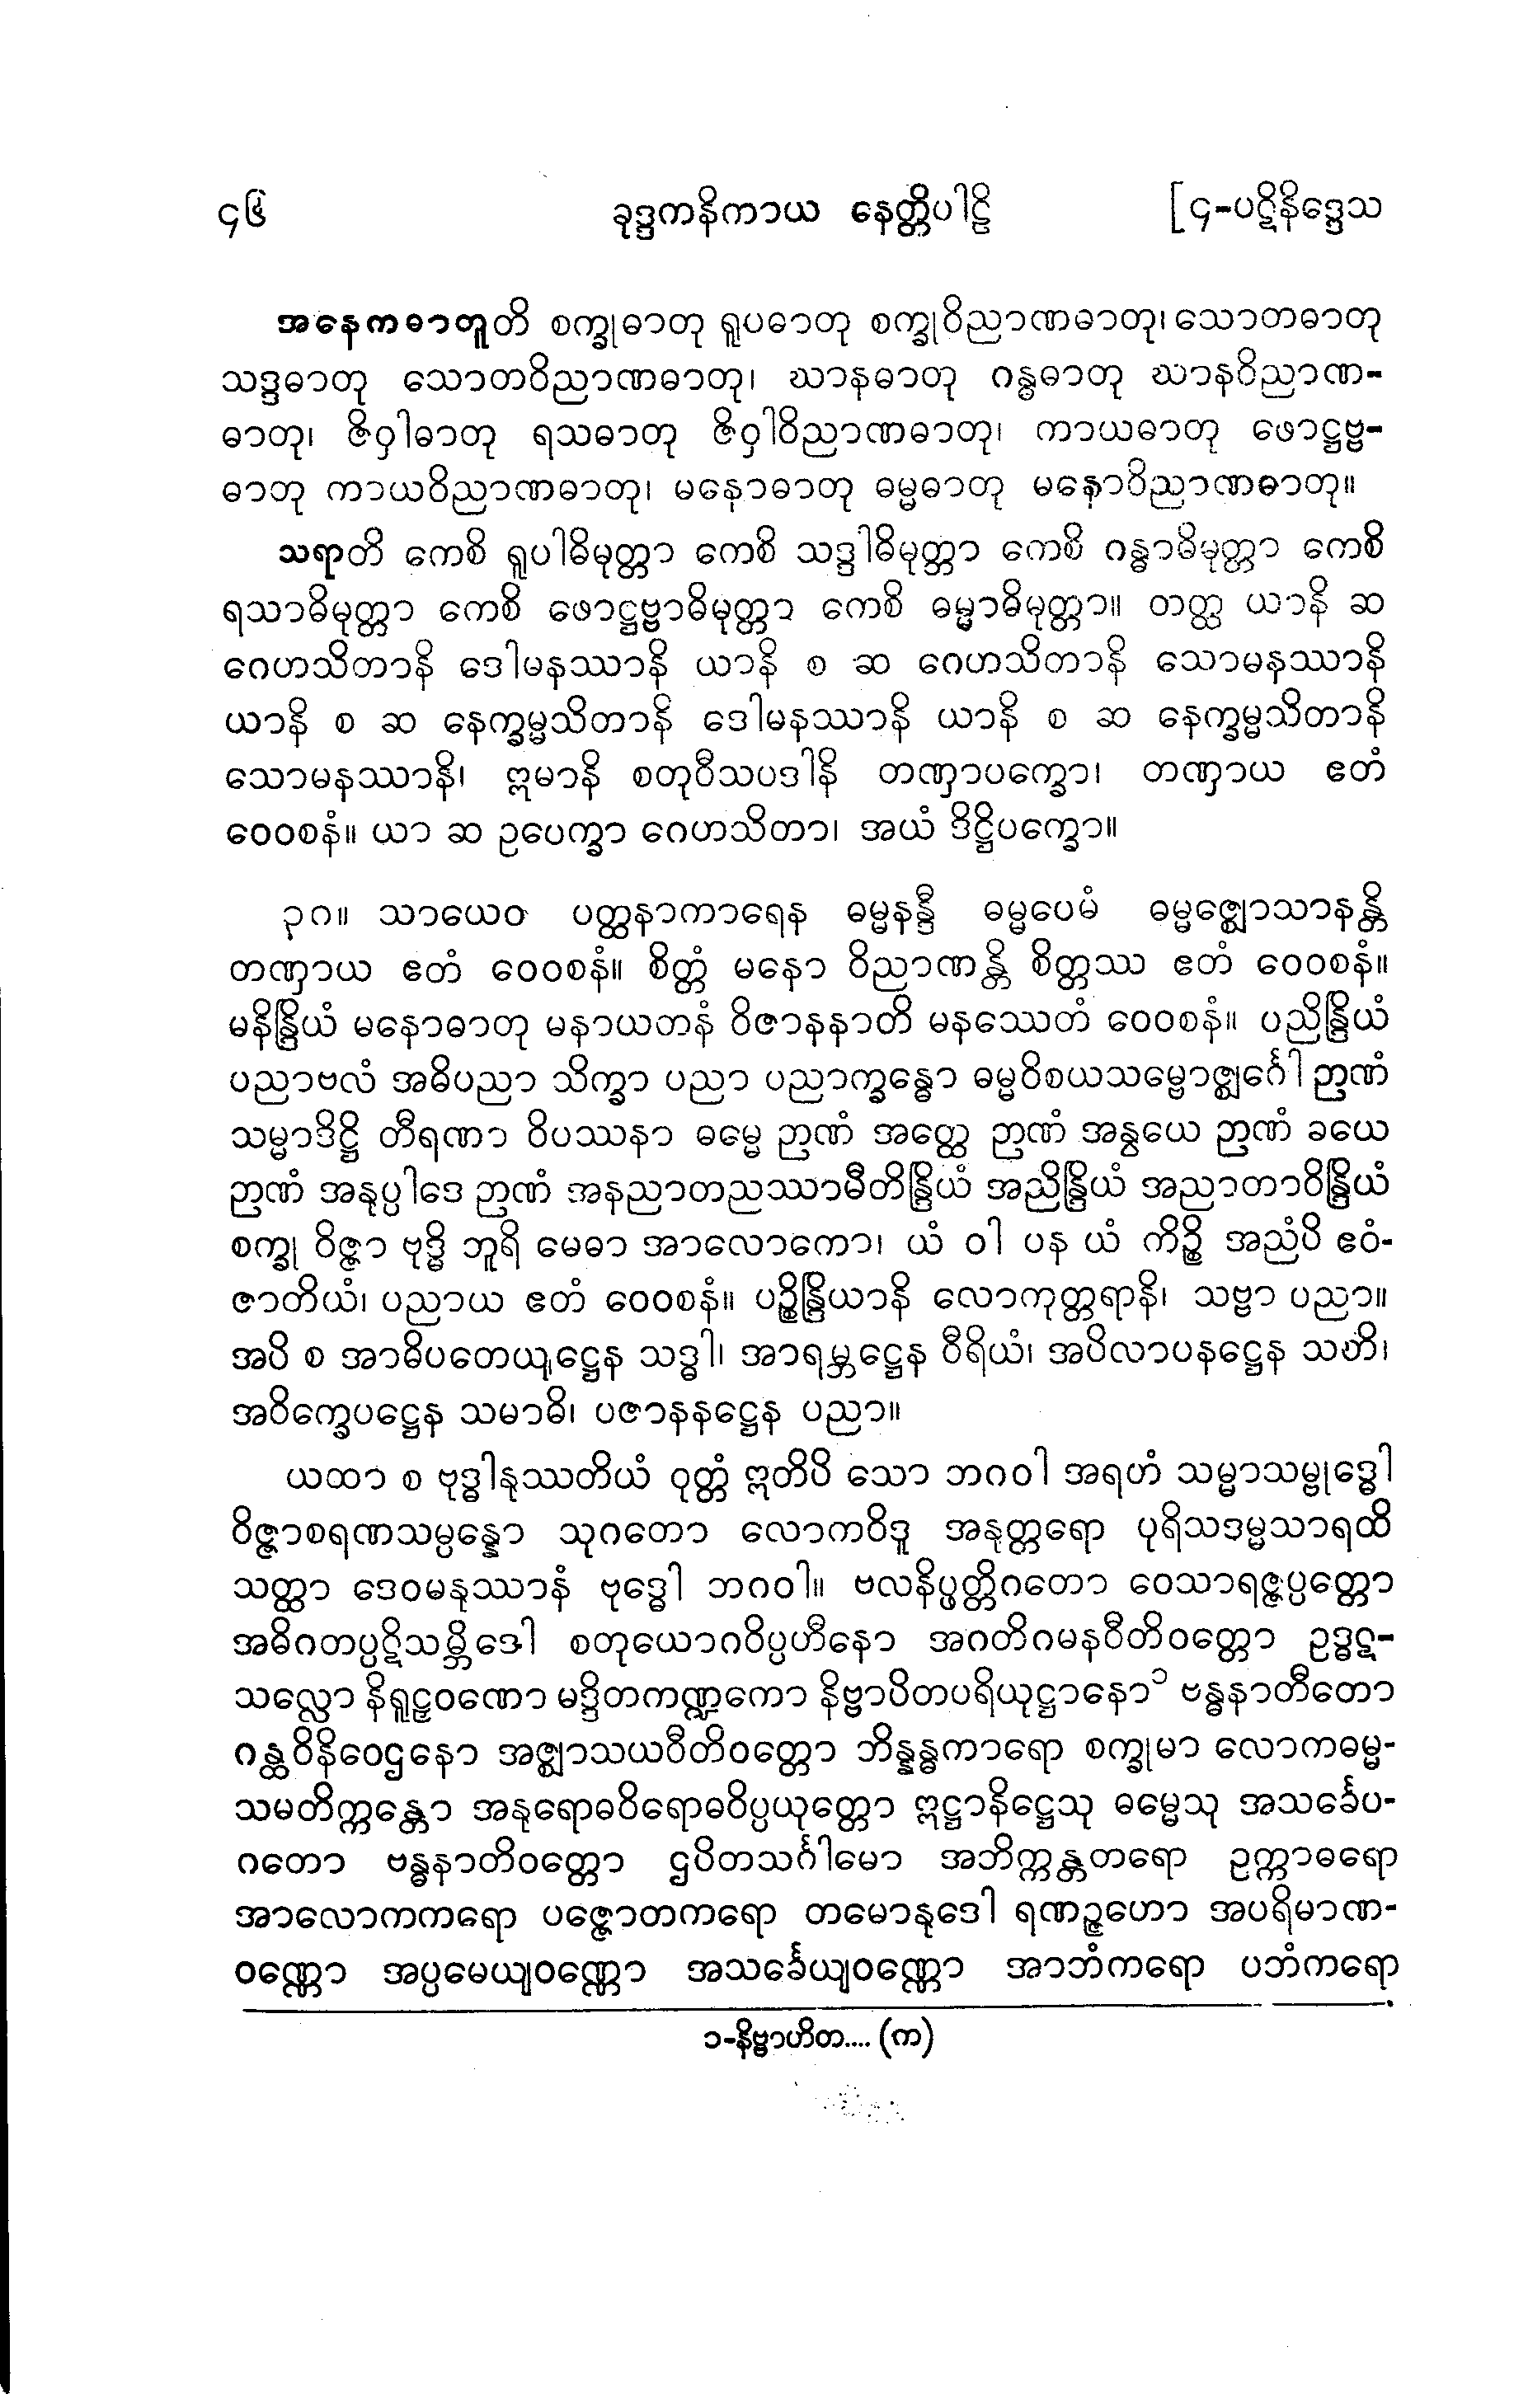 ၄၆ ခုဒ္ဒကနိကာယ နေတ္တိပါဠိ [၄-ပဋိနိဒ္ဒေသ
အနေကဓာတူတိ စက္ခုဓာတု ရူပဓာတု စက္ခုဝိညာဏဓာတု၊ သောတဓာတု
သဒ္ဒဓာတု သောတဝိညာဏဓာတု၊ ဃာနဓာတု ဂန္ဓဓာတု ဃာနဝိညာဏ-
ဓာတု၊ ဇိဝှါဓာတု ရသဓာတု ဇိဝှါဝိညာဏဓာတု၊ ကာယဓာတု ဖောဋ္ဌဗ္ဗ-
ဓာတု ကာယဝိညာဏဓာတု၊ မနောဓာတု ဓမ္မဓာတု မနောဝိညာဏဓာတု။
သရာတိ ကေစိ ရူပါဓိမုတ္တာ ကေစိ သဒ္ဒါဓိမုတ္တာ ကေစိ ဂန္ဓာဓိမုတ္တာ ကေစိ
ရသာဓိမုတ္တာ ကေစိ ဖောဋ္ဌဗ္ဗာဓိမုတ္တာ ကေစိ ဓမ္မာဓိမုတ္တာ။ တတ္ထ ယာနိ ဆ
ဂေဟသိတာနိ ဒေါမနဿာနိ ယာနိ စ ဆ ဂေဟသိတာနိ သောမနဿာနိ
ယာနိ စ ဆ နေက္ခမ္မသိတာနိ ဒေါမနဿာနိ ယာနိ စ ဆ နေက္ခမ္မသိတာနိ
သောမနဿာနိ၊ ဣမာနိ စတုဝီသပဒါနိ တဏှာပက္ခော၊ တဏှာယ ဧတံ
ဝေဝစနံ။ ယာ ဆ ဥပေက္ခာ ဂေဟသိတာ၊ အယံ ဒိဋ္ဌိပက္ခော။
၃၈။ သာယေဝ ပတ္ထနာကာရေန ဓမ္မနန္ဒီ ဓမ္မပေမံ ဓမ္မဇ္ဈောသာနန္တိ
တဏှာယ ဧတံ ဝေဝစနံ။ စိတ္တံ မနော ဝိညာဏန္တိ စိတ္တဿ ဧတံ ဝေဝစနံ။
မနိန္ဒြိယံ မနောဓာတု မနာယတနံ ဝိဇာနနာတိ မနဿေတံ ဝေဝစနံ။ ပညိန္ဒြိယံ
ပညာဗလံ အဓိပညာ သိက္ခာ ပညာ ပညာက္ခန္ဓော ဓမ္မဝိစယသမ္ဗောဇ္ဈင်္ဂေါ ဉာဏံ
သမ္မာဒိဋ္ဌိ တီရဏာ ဝိပဿနာ ဓမ္မေ ဉာဏံ အတ္ထေ ဉာဏံ အနွယေ ဉာဏံ ခယေ
ဉာဏံ အနုပ္ပါဒေ ဉာဏံ အနညာတညဿာမီတိန္ဒြိယံ အညိန္ဒြိယံ အညာတာဝိန္ဒြိယံ
စက္ခု ဝိဇ္ဇာ ဗုဒ္ဓိ ဘူရိ မေဓာ အာလောကော၊ ယံ ဝါ ပန ယံ ကိဉ္စိ အညံပိ ဧဝံ-
ဇာတိယံ၊ ပညာယ ဧတံ ဝေဝစနံ။ ပဉ္စိန္ဒြိယာနိ လောကုတ္တရာနိ၊ သဗ္ဗာ ပညာ။
အပိ စ အာဓိပတေယျဋ္ဌေန သဒ္ဓါ၊ အာရမ္ဘဋ္ဌေန ဝီရိယံ၊ အပိလာပနဋ္ဌေန သတိ၊
အဝိက္ခေပဋ္ဌေန သမာဓိ၊ ပဇာနနဋ္ဌေန ပညာ။
ယထာ စ ဗုဒ္ဓါနုဿတိယံ ဝုတ္တံ ဣတိပိ သော ဘဂဝါ အရဟံ သမ္မာသမ္ဗုဒ္ဓေါ
ဝိဇ္ဇာစရဏသမ္ပန္နော သုဂတော လောကဝိဒူ အနုတ္တရော ပုရိသဒမ္မသာရထိ
သတ္ထာ ဒေဝမနုဿာနံ ဗုဒ္ဓေါ ဘဂဝါ။ ဗလနိပ္ဖတ္တိဂတော ဝေသာရဇ္ဇပ္ပတ္တော
အဓိဂတပ္ပဋိသမ္ဘိဒေါ စတုယောဂဝိပ္ပဟီနော အဂတိဂမနဝီတိဝတ္တော ဥဒ္ဓဋ-
သလ္လော နိရူဠှဝဏော မဒ္ဒိတကဏ္ဍကော နိဗ္ဗာပိတပရိယုဋ္ဌာနော၁ ဗန္ဓနာတီတော
ဂန္ထဝိနိဝေဌနော အဇ္ဈာသယဝီတိဝတ္တော ဘိန္နန္ဓကာရော စက္ခုမာ လောကဓမ္မ-
သမတိက္ကန္တော အနုရောဓဝိရောဓဝိပ္ပယုတ္တော ဣဋ္ဌာနိဋ္ဌေသု ဓမ္မေသု အသင်္ခေပ-
ဂတော ဗန္ဓနာတိဝတ္တော ဌပိတသင်္ဂါမော အဘိက္ကန္တတရော ဥက္ကာဓရော
အာလောကကရော ပဇ္ဇောတကရော တမောနုဒေါ ရဏဉ္ဇဟော အပရိမာဏ-
ဝဏ္ဏော အပ္ပမေယျဝဏ္ဏော အသင်္ခေယျဝဏ္ဏော အာဘံကရော ပဘံကရော
၁-နိဗ္ဗာဟိတ.... (က)